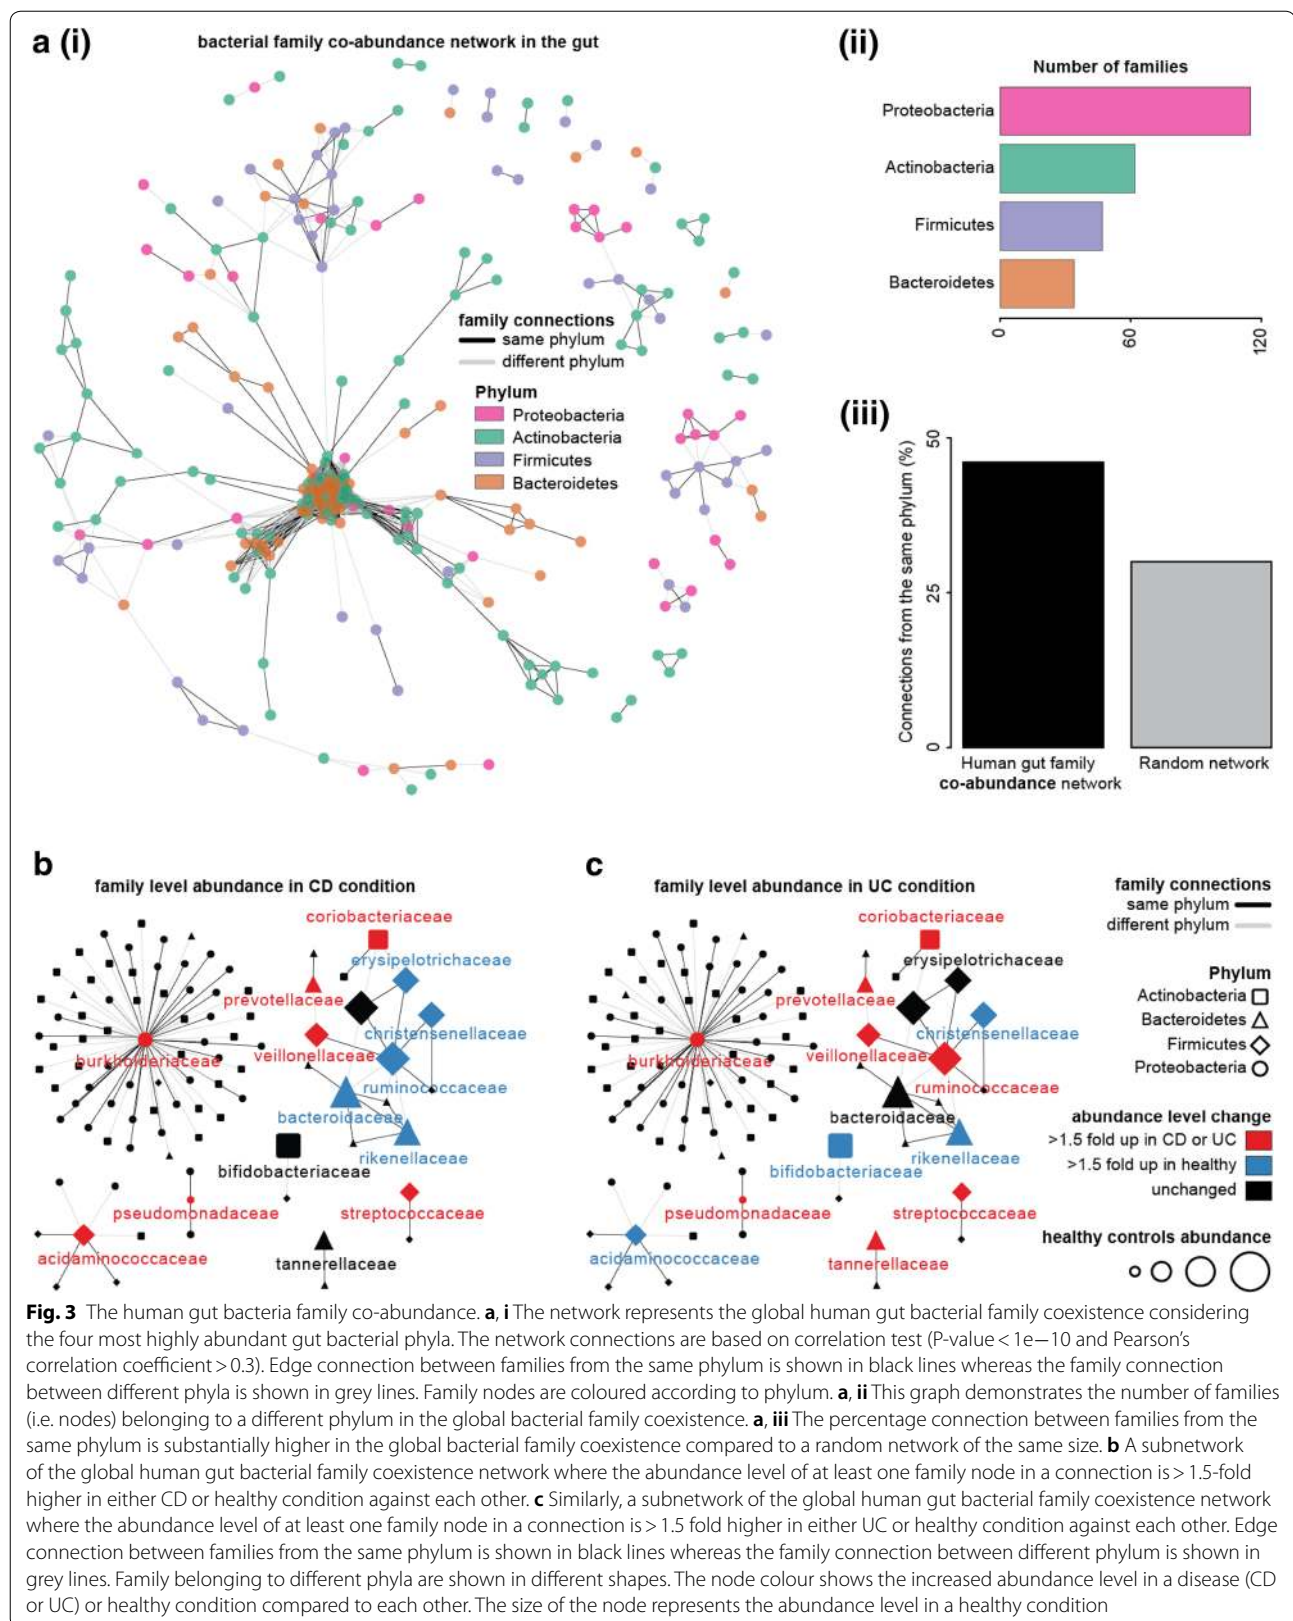 a (i)
bacterial family co-abundance network in the gut
family connections
same phylum
different phylum
Phylum
Proteobacteria
Actinobacteria
Firmicutes
Bacteroidetes
(ii)
Number of families
Proteobacteria
Actinobacteria
Firmicutes
Bacteroidetes
0
60
120
(iii)
Connections from the same phylum (%)
50
25
0
Human gut family
co-abundance network
Random network
b
family level abundance in CD condition
coriobacteriaceae
erysipelotrichaceae
prevotellaceae
christensenellaceae
veillonellaceae
burkholderiaceae
ruminococcaceae
bacteroidaceae
rikenellaceae
bifidobacteriaceae
pseudomonadaceae
streptococcaceae
acidaminococcaceae
tannerellaceae
c
family level abundance in UC condition
coriobacteriaceae
erysipelotrichaceae
prevotellaceae
christensenellaceae
veillonellaceae
burkholderiaceae
ruminococcaceae
bacteroidaceae
rikenellaceae
bifidobacteriaceae
pseudomonadaceae
streptococcaceae
acidaminococcaceae
tannerellaceae
family connections
same phylum
different phylum
Phylum
Actinobacteria
Bacteroidetes
Firmicutes
Proteobacteria
abundance level change
>1.5 fold up in CD or UC
>1.5 fold up in healthy
unchanged
healthy controls abundance
Fig. 3 The human gut bacteria family co-abundance. a, i The network represents the global human gut bacterial family coexistence considering
the four most highly abundant gut bacterial phyla. The network connections are based on correlation test (P-value < 1e−10 and Pearson's
correlation coefficient > 0.3). Edge connection between families from the same phylum is shown in black lines whereas the family connection
between different phyla is shown in grey lines. Family nodes are coloured according to phylum. a, ii This graph demonstrates the number of families
(i.e. nodes) belonging to a different phylum in the global bacterial family coexistence. a, iii The percentage connection between families from the
same phylum is substantially higher in the global bacterial family coexistence compared to a random network of the same size. b A subnetwork
of the global human gut bacterial family coexistence network where the abundance level of at least one family node in a connection is > 1.5-fold
higher in either CD or healthy condition against each other. c Similarly, a subnetwork of the global human gut bacterial family coexistence network
where the abundance level of at least one family node in a connection is > 1.5 fold higher in either UC or healthy condition against each other. Edge
connection between families from the same phylum is shown in black lines whereas the family connection between different phylum is shown in
grey lines. Family belonging to different phyla are shown in different shapes. The node colour shows the increased abundance level in a disease (CD
or UC) or healthy condition compared to each other. The size of the node represents the abundance level in a healthy condition